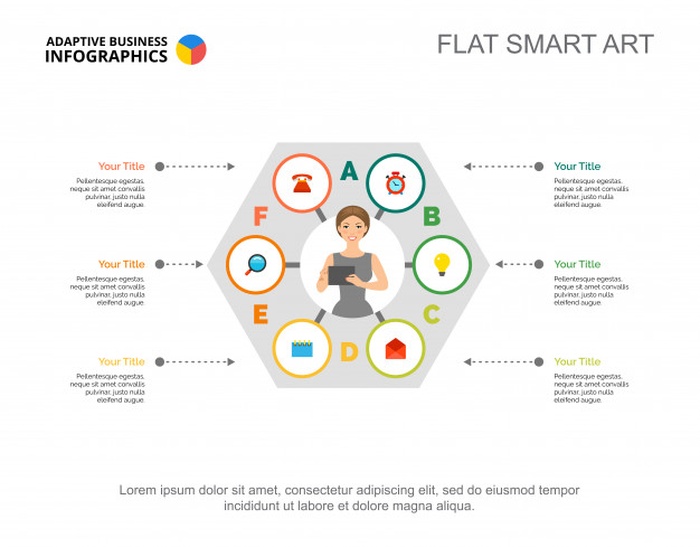 ADAPTIVE BUSINESS
INFOGRAPHICS
FLAT SMART ART
Your Title
Pellentesque egestas,
neque sit amet convallis
pulvinar, justo nulla
eleifend augue.
Your Title
Pellentesque egestas,
neque sit amet convallis
pulvinar, justo nulla
eleifend augue.
Your Title
Pellentesque egestas,
neque sit amet convallis
pulvinar, justo nulla
eleifend augue.
A
B
C
D
E
F
Your Title
Pellentesque egestas,
neque sit amet convallis
pulvinar, justo nulla
eleifend augue.
Your Title
Pellentesque egestas,
neque sit amet convallis
pulvinar, justo nulla
eleifend augue.
Your Title
Pellentesque egestas,
neque sit amet convallis
pulvinar, justo nulla
eleifend augue.
Lorem ipsum dolor sit amet, consectetur adipiscing elit, sed do eiusmod tempor
incididunt ut labore et dolore magna aliqua.